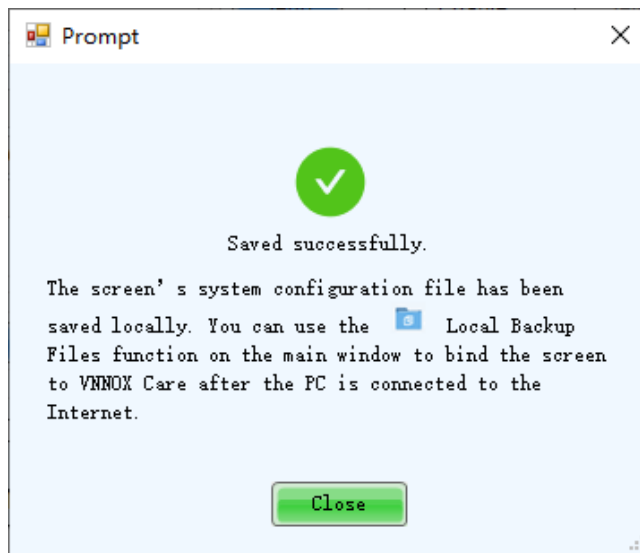 Prompt
Saved successfully.
The screen's system configuration file has been
saved locally. You can use the Local Backup
Files function on the main window to bind the screen
to VNNOX Care after the PC is connected to the
Internet.
Close